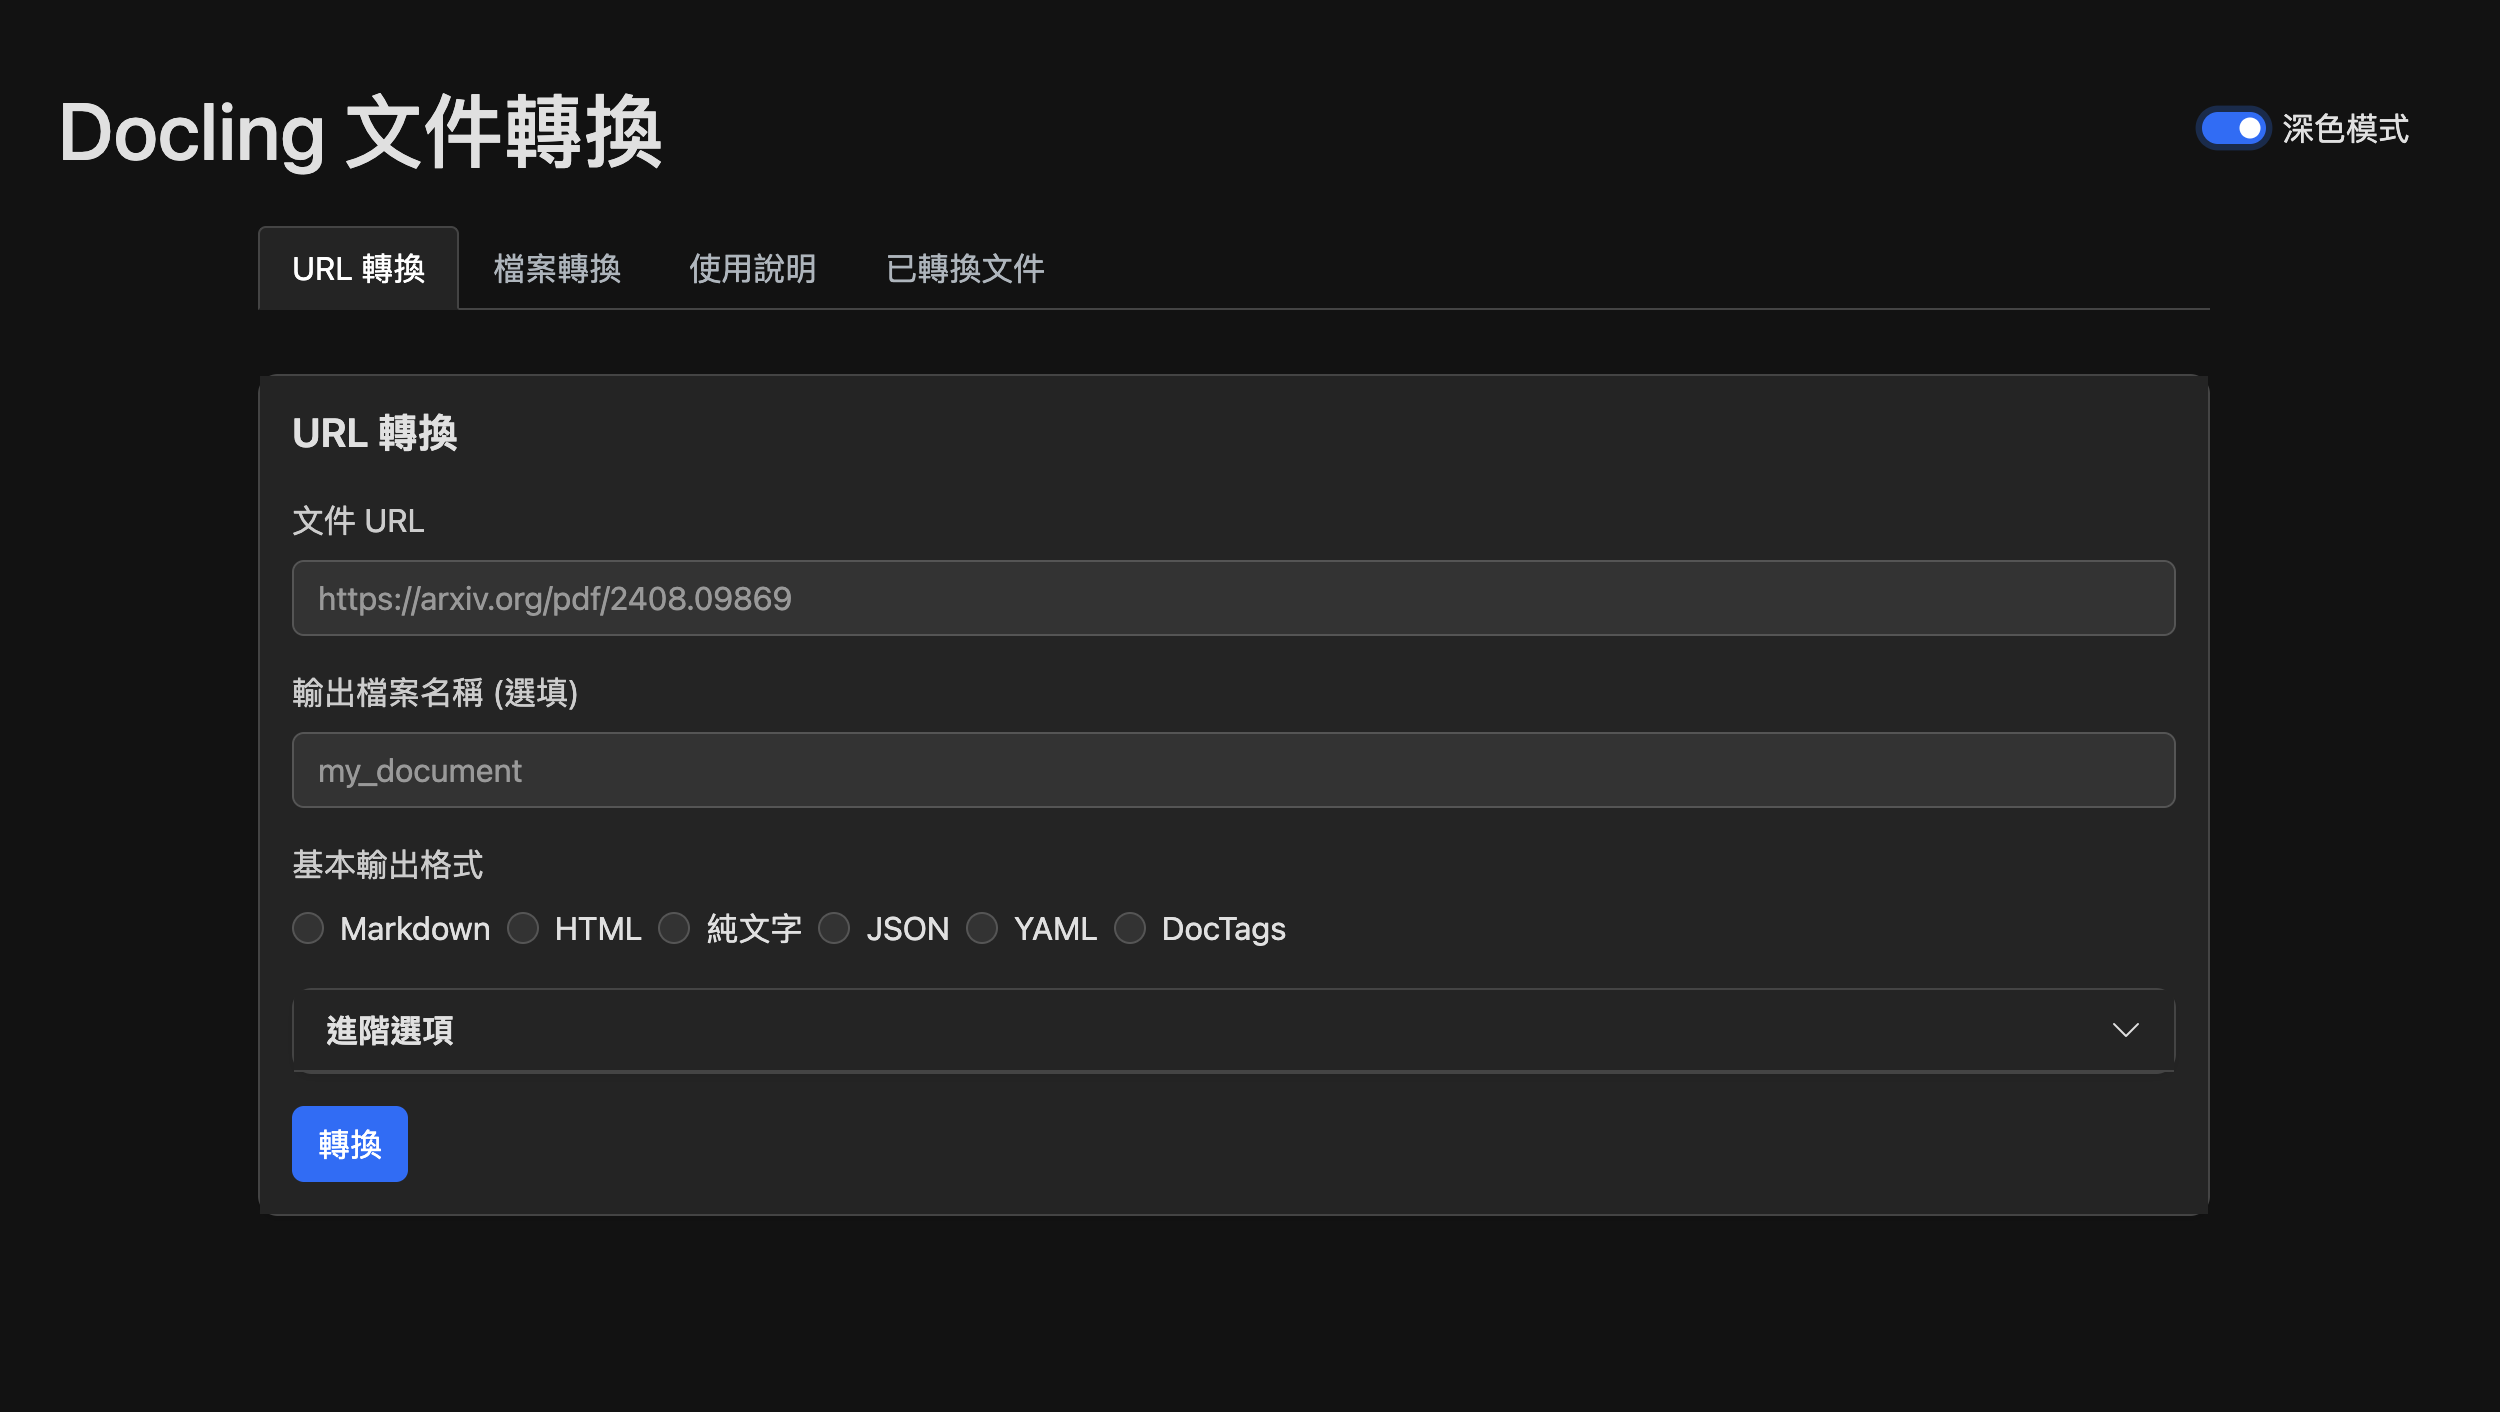 Docling 文件轉換
深色模式
URL 轉換 檔案轉換 使用說明 已轉換文件
URL 轉換
文件 URL
https://arxiv.org/pdf/2408.09869
輸出檔案名稱 (選填)
my_document
基本輸出格式
Markdown HTML 純文字 JSON YAML DocTags
進階選項
轉換